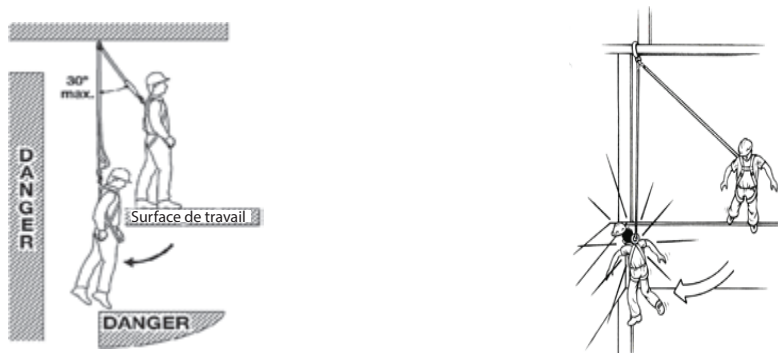 30°
max.
DANGER
Surface de travail
DANGER